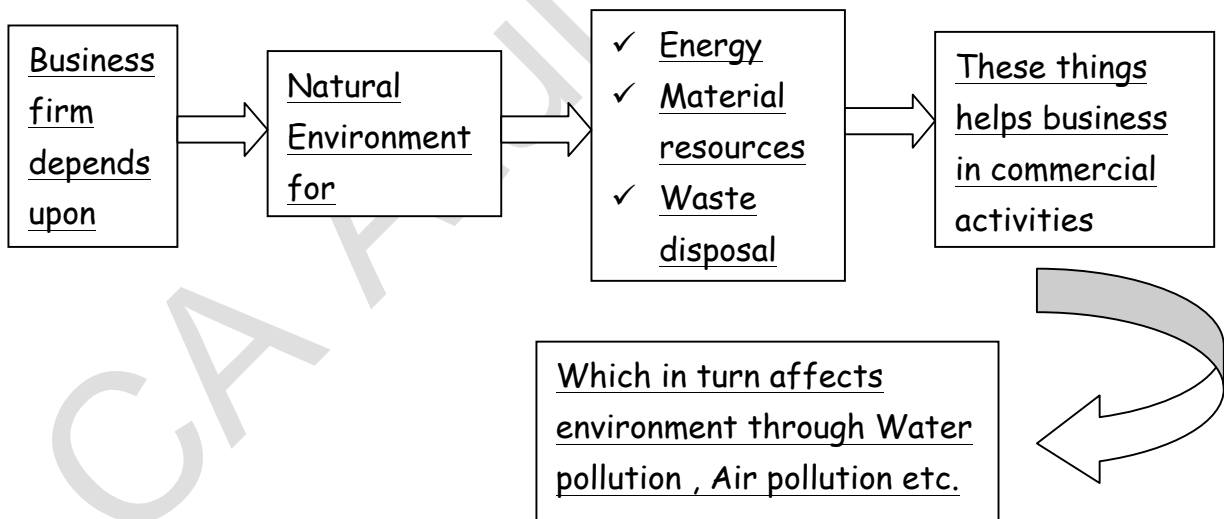 Business
firm
depends
upon
Natural
Environment
for
✓ Energy
✓ Material
resources
✓ Waste
disposal
These things
helps business
in commercial
activities
Which in turn affects
environment through Water
pollution , Air pollution etc.
CA